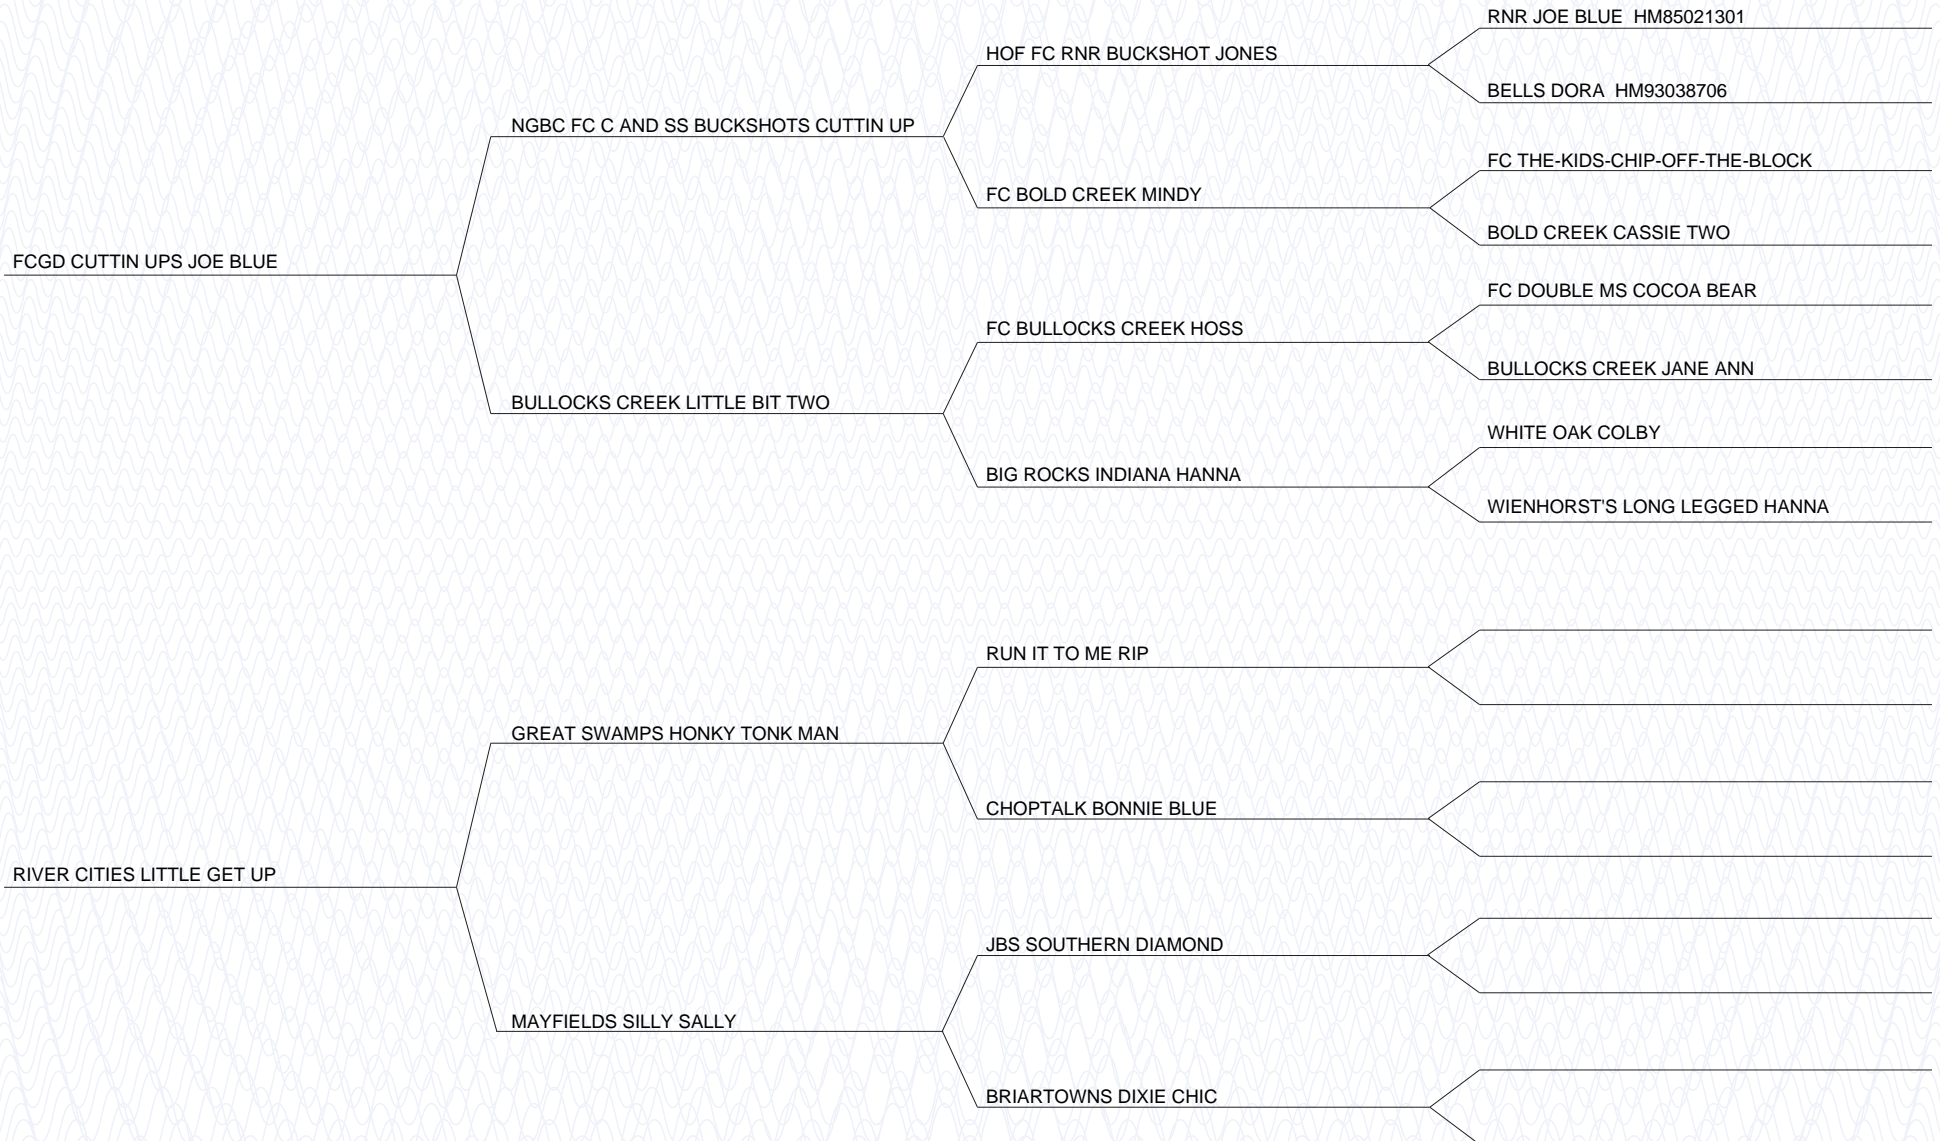 RNR JOE BLUE  HM85021301
HOF FC RNR BUCKSHOT JONES
BELLS DORA  HM93038706
NGBC FC C AND SS BUCKSHOTS CUTTIN UP
FC THE-KIDS-CHIP-OFF-THE-BLOCK
FC BOLD CREEK MINDY
BOLD CREEK CASSIE TWO
FCGD CUTTIN UPS JOE BLUE
FC DOUBLE MS COCOA BEAR
FC BULLOCKS CREEK HOSS
BULLOCKS CREEK JANE ANN
BULLOCKS CREEK LITTLE BIT TWO
WHITE OAK COLBY
BIG ROCKS INDIANA HANNA
WIENHORST'S LONG LEGGED HANNA
RUN IT TO ME RIP
GREAT SWAMPS HONKY TONK MAN
CHOPTALK BONNIE BLUE
RIVER CITIES LITTLE GET UP
JBS SOUTHERN DIAMOND
MAYFIELDS SILLY SALLY
BRIARTOWNS DIXIE CHIC